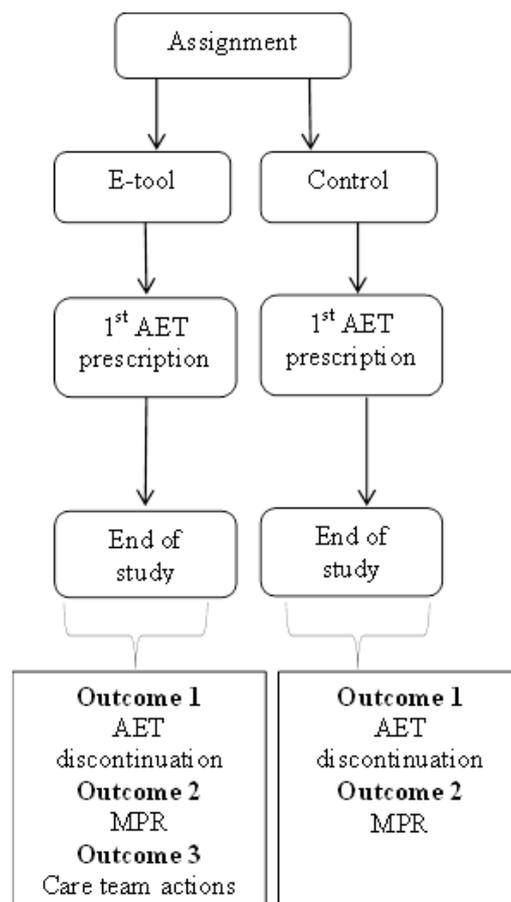 Assignment
E-tool
Control
1st AET
prescription
1st AET
prescription
End of
study
End of
study
Outcome 1
AET
discontinuation
Outcome 2
MPR
Outcome 3
Care team actions
Outcome 1
AET
discontinuation
Outcome 2
MPR